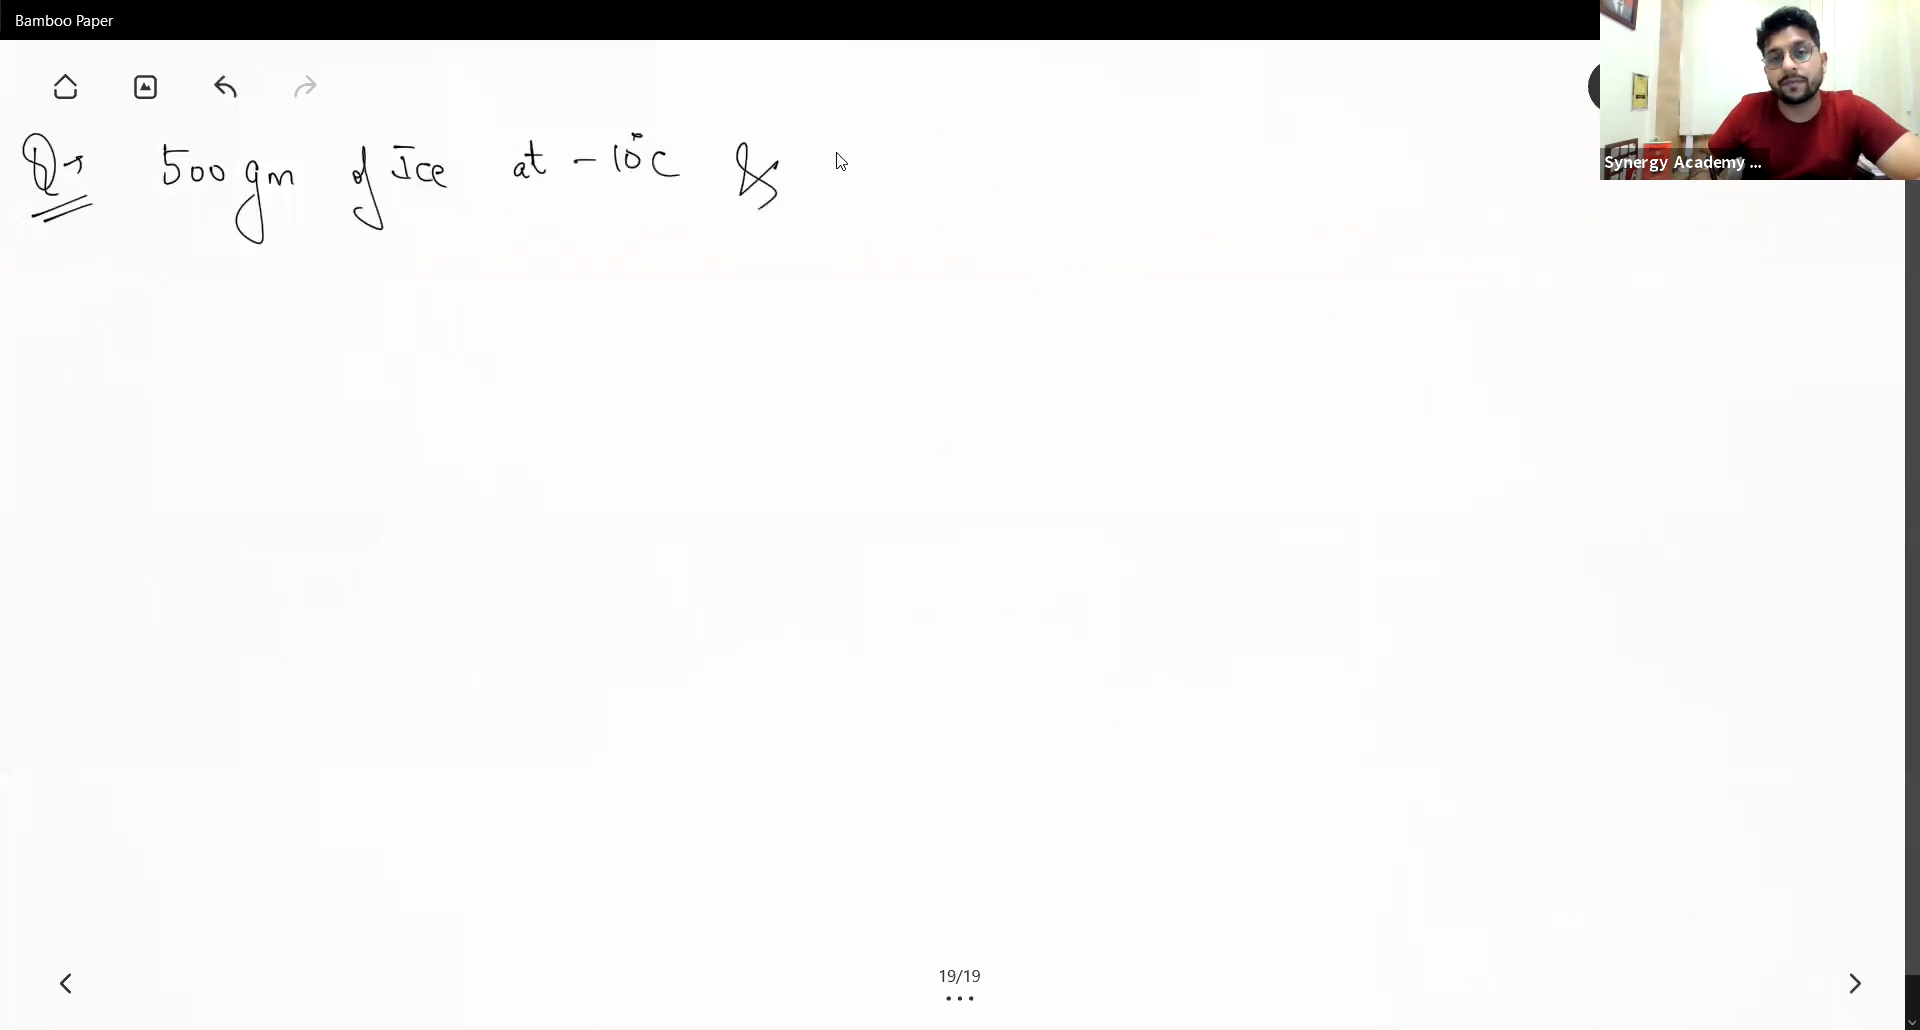 Bamboo Paper
Synergy Academy ...
Q→ 500 gm of Ice at -10°C &
19/19